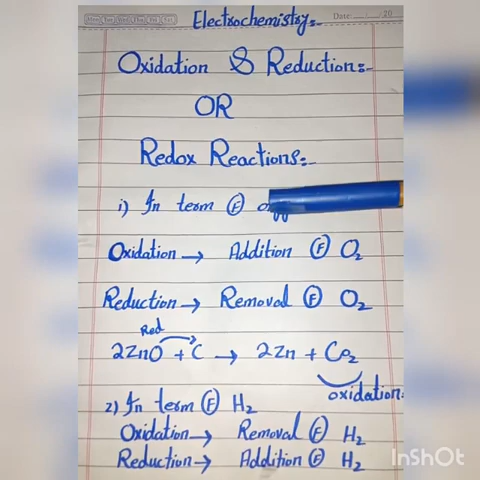 Electrochemistry:-
Date: 20
Oxidation & Reduction:-
OR
Redox Reactions:-
i) In term Ⓕ
Oxidation → Addition Ⓕ O₂
Reduction → Removal Ⓕ O₂
Red
2ZnO + C → 2Zn + CO₂
oxidation:
2) In term Ⓕ H₂
Oxidation → Removal Ⓕ H₂
Reduction → Addition Ⓕ H₂
InShOt